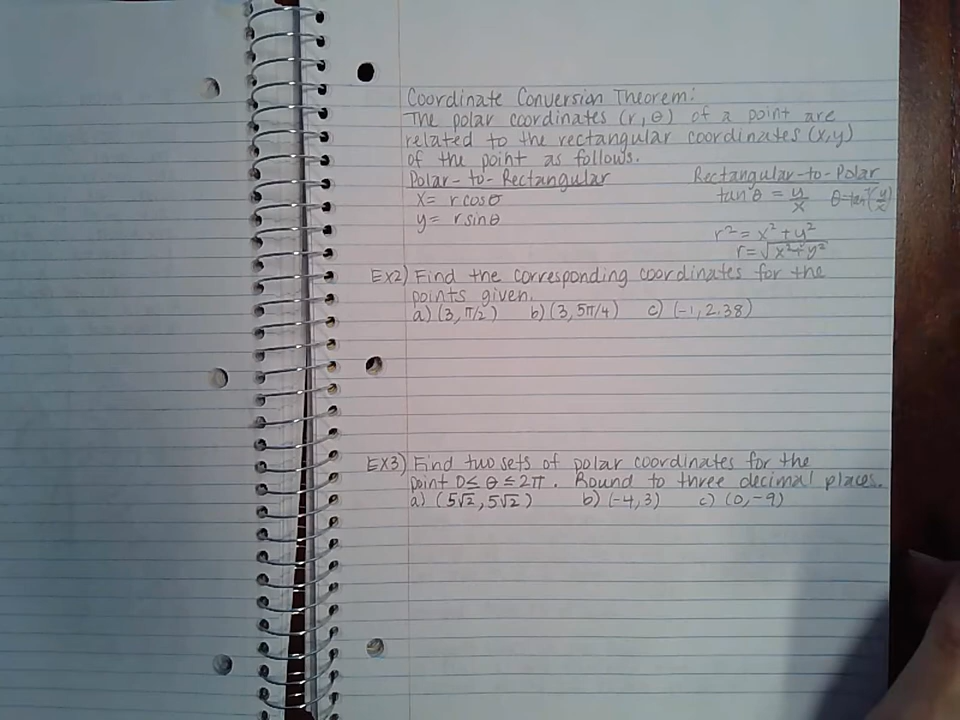 Coordinate Conversion Theorem:
The polar coordinates (r, θ) of a point are
related to the rectangular coordinates (x,y)
of the point as follows.
Polar-to-Rectangular Rectangular-to-Polar
x= r cosθ tanθ = y/x θ=tan⁻¹(y/x)
y= r sinθ
r² = x² + y²
r=√x²+y²
EX2) Find the corresponding coordinates for the
points given.
a) (3, π/2) b) (3, 5π/4) c) (-1, 2.38)
EX3) Find two sets of polar coordinates for the
point 0≤ θ ≤ 2π. Round to three decimal places.
a) (5√2, 5√2) b) (-4, 3) c) (0, -9)